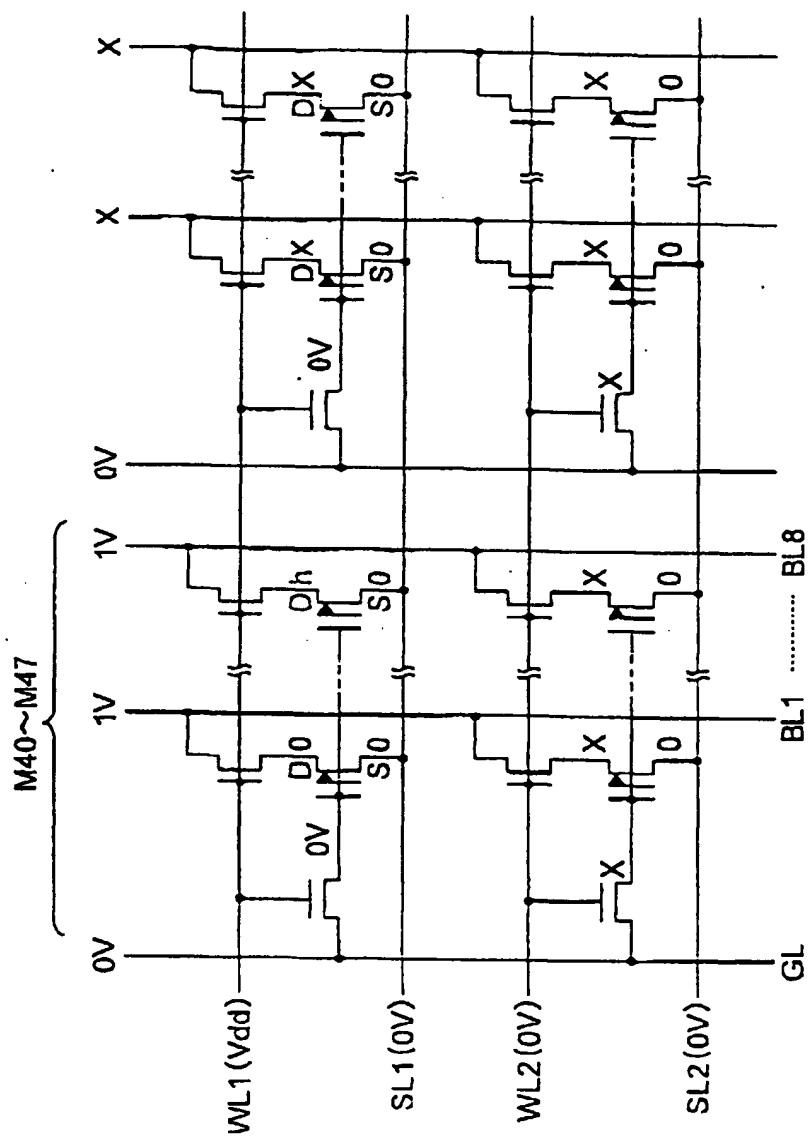 M40~M47
0V 1V 1V 0V X X
WL1(Vdd)
D 0 D h D X D X
0V 0V
S 0 S 0 S 0 S 0
SL1(0V)
WL2(0V)
X X X X
X X
0 0 0 0
SL2(0V)
GL BL1 ......... BL8